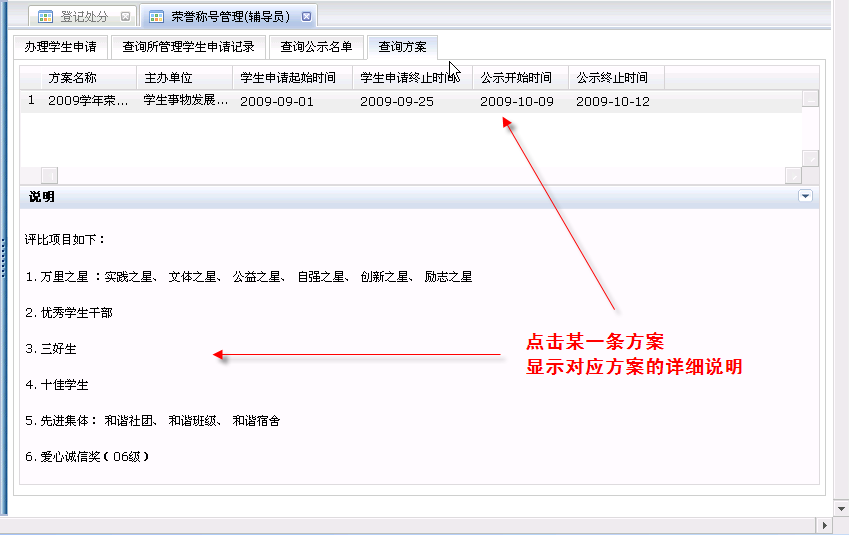 登记处分 荣誉称号管理(辅导员)
办理学生申请 查询所管理学生申请记录 查询公示名单 查询方案
方案名称 主办单位 学生申请起始时间 学生申请终止时间 公示开始时间 公示终止时间
1 2009学年荣... 学生事物发展... 2009-09-01 2009-09-25 2009-10-09 2009-10-12
说明
评比项目如下：
1. 万里之星 ：实践之星、 文体之星、 公益之星、 自强之星、 创新之星、 励志之星
2. 优秀学生干部
点击某一条方案
3. 三好生
显示对应方案的详细说明
4. 十佳学生
5. 先进集体： 和谐社团、 和谐班级、 和谐宿舍
6. 爱心诚信奖（ 06级）